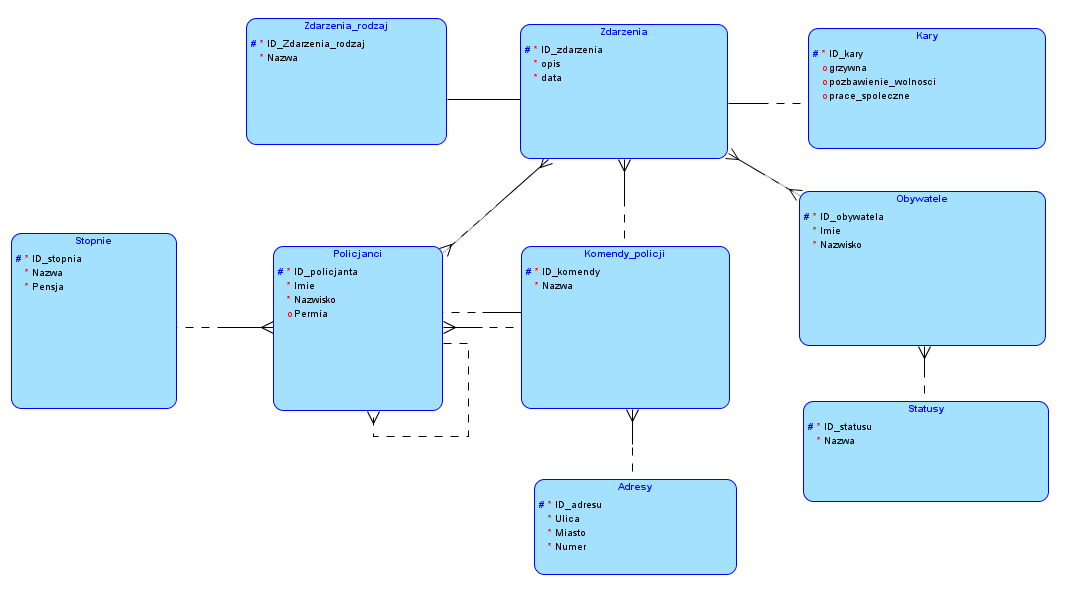 Zdarzenia_rodzaj
# * ID_Zdarzenia_rodzaj
* Nazwa
Zdarzenia
# * ID_zdarzenia
* opis
* data
Kary
# * ID_kary
o grzywna
o pozbawienie_wolnosci
o prace_spoleczne
Stopnie
# * ID_stopnia
* Nazwa
* Pensja
Policjanci
# * ID_policjanta
* Imie
* Nazwisko
o Permia
Komendy_policji
# * ID_komendy
* Nazwa
Obywatele
# * ID_obywatela
* Imie
* Nazwisko
Adresy
# * ID_adresu
* Ulica
* Miasto
* Numer
Statusy
# * ID_statusu
* Nazwa